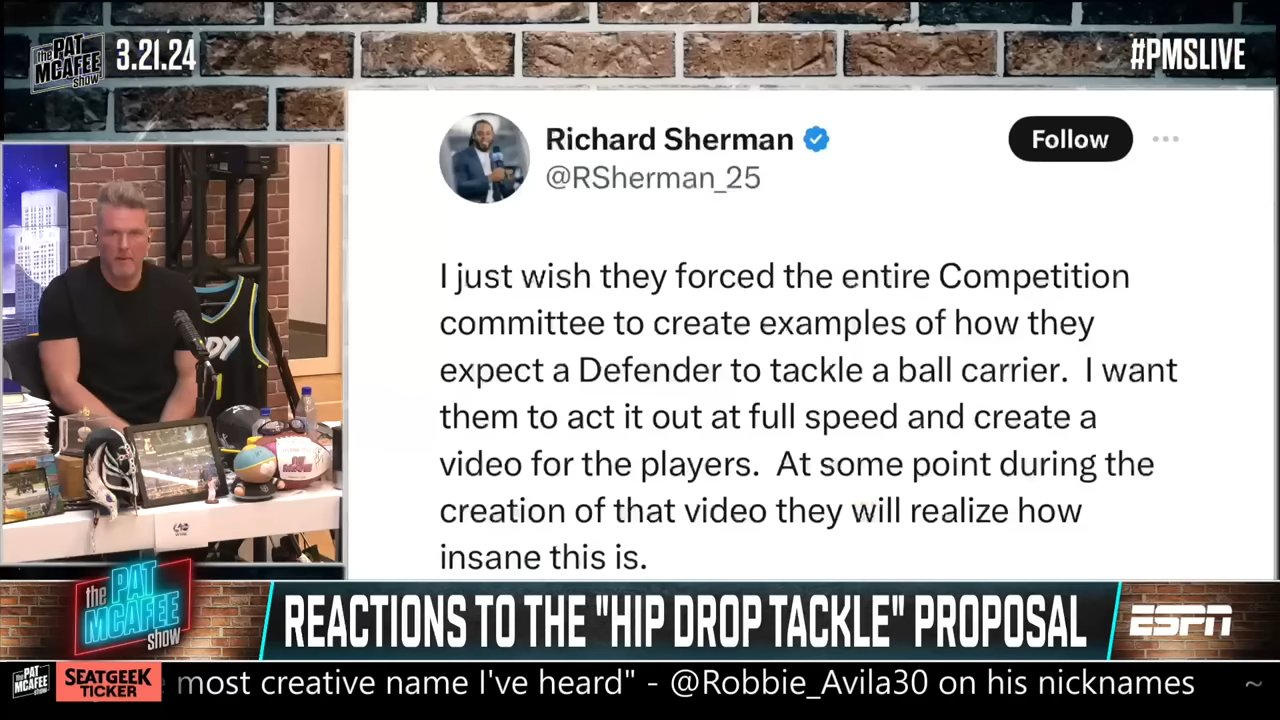 the PAT MCAFEE show
3.21.24
#PMSLIVE
Richard Sherman
Follow
@RSherman_25
I just wish they forced the entire Competition
committee to create examples of how they
expect a Defender to tackle a ball carrier.  I want
them to act it out at full speed and create a
video for the players.  At some point during the
creation of that video they will realize how
insane this is.
DY
the PAT MCAFEE show
REACTIONS TO THE "HIP DROP TACKLE" PROPOSAL
ESPN
the PAT MCAFEE show
SEATGEEK
TICKER
most creative name I've heard" - @Robbie_Avila30 on his nicknames ~